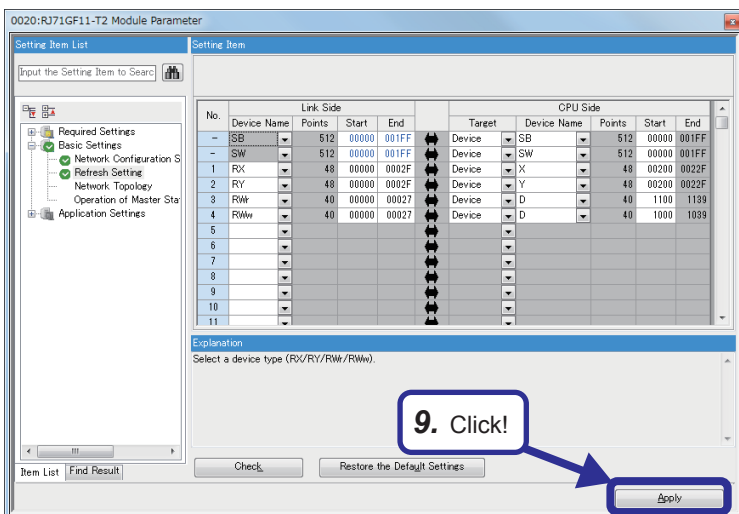 0020:RJ71GF11-T2 Module Parameter
Setting Item List
Setting Item
Input the Setting Item to Searc
Required Settings
Basic Settings
Network Configuration S
Refresh Setting
Network Topology
Operation of Master Sta
Application Settings
No. Link Side CPU Side
Device Name Points Start End Target Device Name Points Start End
- SB 512 00000 001FF Device SB 512 00000 001FF
- SW 512 00000 001FF Device SW 512 00000 001FF
1 RX 48 00000 0002F Device X 48 00200 0022F
2 RY 48 00000 0002F Device Y 48 00200 0022F
3 RWr 40 00000 00027 Device D 40 1100 1139
4 RWw 40 00000 00027 Device D 40 1000 1039
5
6
7
8
9
10
11
Explanation
Select a device type (RX/RY/RWr/RWw).
9. Click!
Item List Find Result
Check Restore the Default Settings
Apply